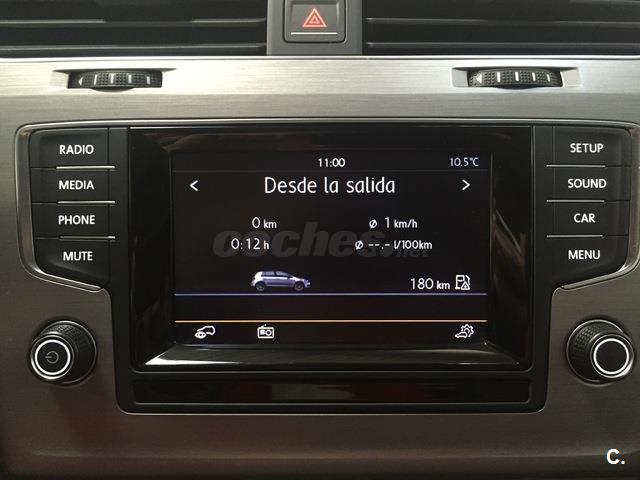 RADIO
MEDIA
PHONE
MUTE
11:00
10.5°C
< Desde la salida >
0 km
ø 1 km/h
0:12 h
ø --.- l/100km
180 km
SETUP
SOUND
CAR
MENU
coches.net
C.